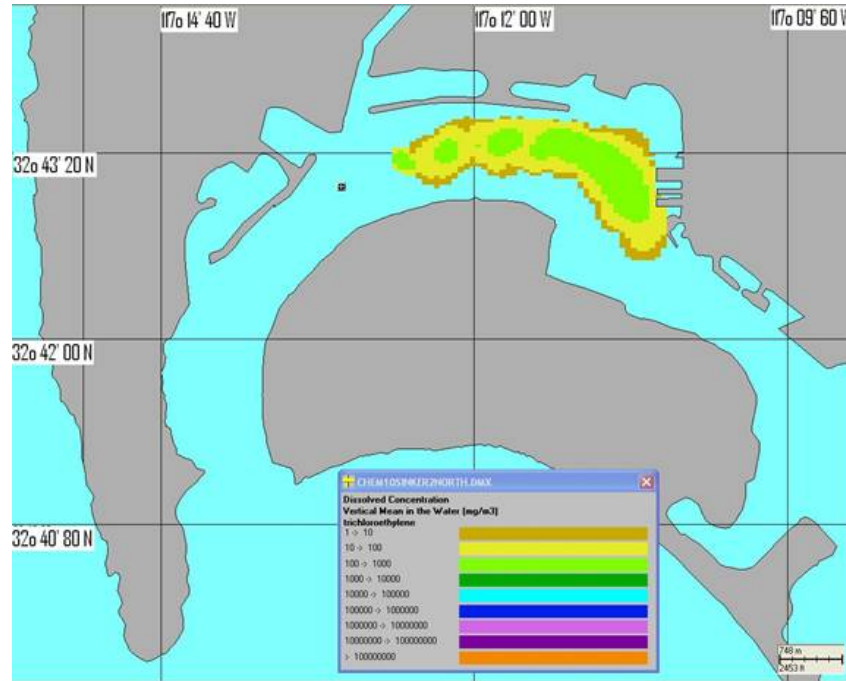 117o 14' 40 W
117o 12' 00 W
117o 09' 60 W
32o 43' 20 N
32o 42' 00 N
32o 40' 80 N
CHEM10SINKER2NORTH.DMX
Dissolved Concentration
Vertical Mean in the Water (mg/m3)
trichloroethylene
1 -> 10
10 -> 100
100 -> 1000
1000 -> 10000
10000 -> 100000
100000 -> 1000000
1000000 -> 10000000
10000000 -> 100000000
> 100000000
748 m
2453 ft